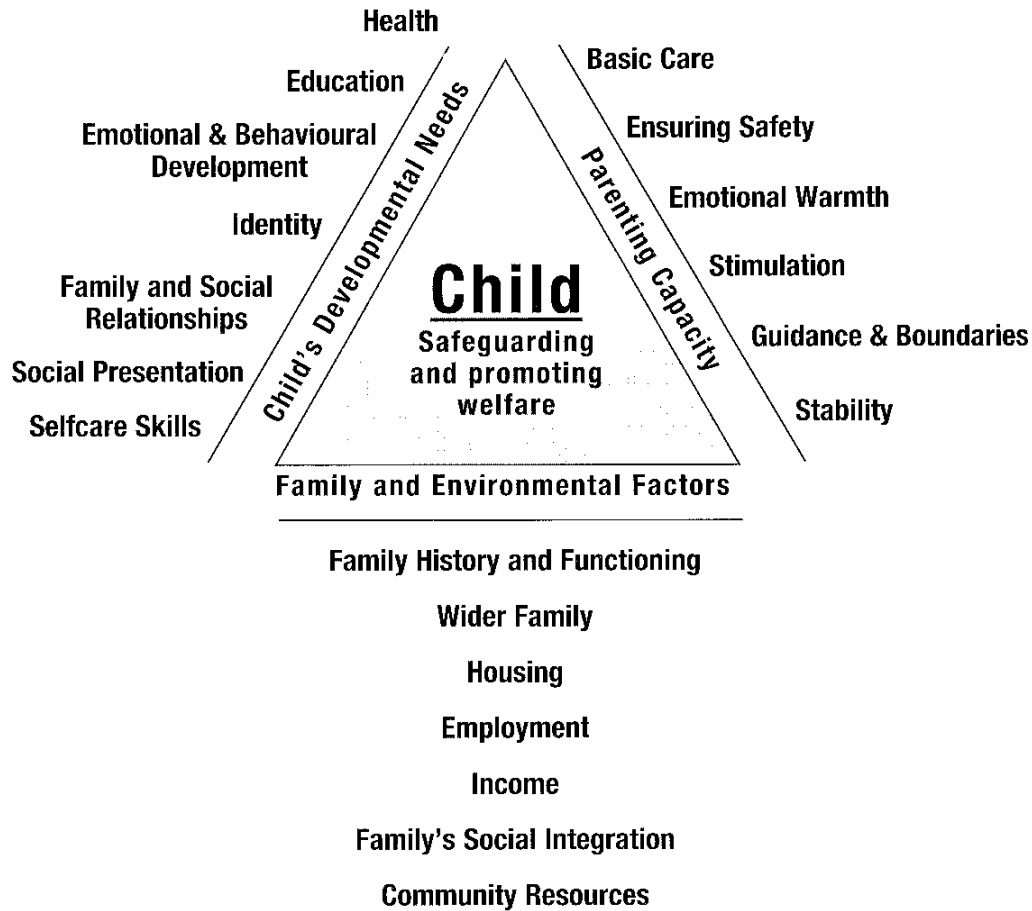 Health
Education
Emotional & Behavioural
Development
Identity
Family and Social
Relationships
Social Presentation
Selfcare Skills
Child's Developmental Needs
Child
Safeguarding
and promoting
welfare
Parenting Capacity
Basic Care
Ensuring Safety
Emotional Warmth
Stimulation
Guidance & Boundaries
Stability
Family and Environmental Factors
Family History and Functioning
Wider Family
Housing
Employment
Income
Family's Social Integration
Community Resources